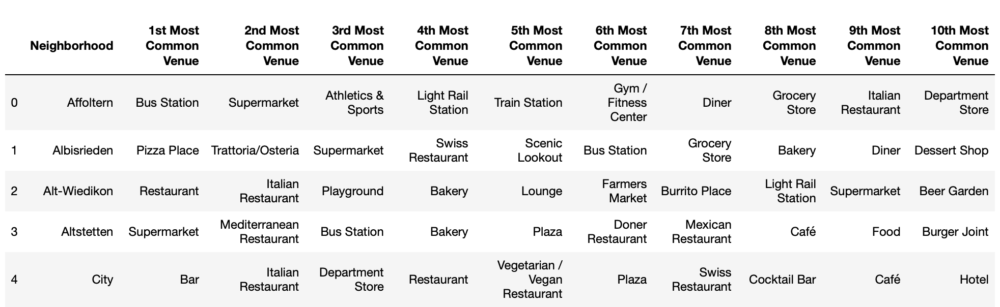 Neighborhood 1st Most Common Venue 2nd Most Common Venue 3rd Most Common Venue 4th Most Common Venue 5th Most Common Venue 6th Most Common Venue 7th Most Common Venue 8th Most Common Venue 9th Most Common Venue 10th Most Common Venue
0 Affoltern Bus Station Supermarket Athletics & Sports Light Rail Station Train Station Gym / Fitness Center Diner Grocery Store Italian Restaurant Department Store
1 Albisrieden Pizza Place Trattoria/Osteria Supermarket Swiss Restaurant Scenic Lookout Bus Station Grocery Store Bakery Diner Dessert Shop
2 Alt-Wiedikon Restaurant Italian Restaurant Playground Bakery Lounge Farmers Market Burrito Place Light Rail Station Supermarket Beer Garden
3 Altstetten Supermarket Mediterranean Restaurant Bus Station Bakery Plaza Doner Restaurant Mexican Restaurant Café Food Burger Joint
4 City Bar Italian Restaurant Department Store Restaurant Vegetarian / Vegan Restaurant Plaza Swiss Restaurant Cocktail Bar Café Hotel